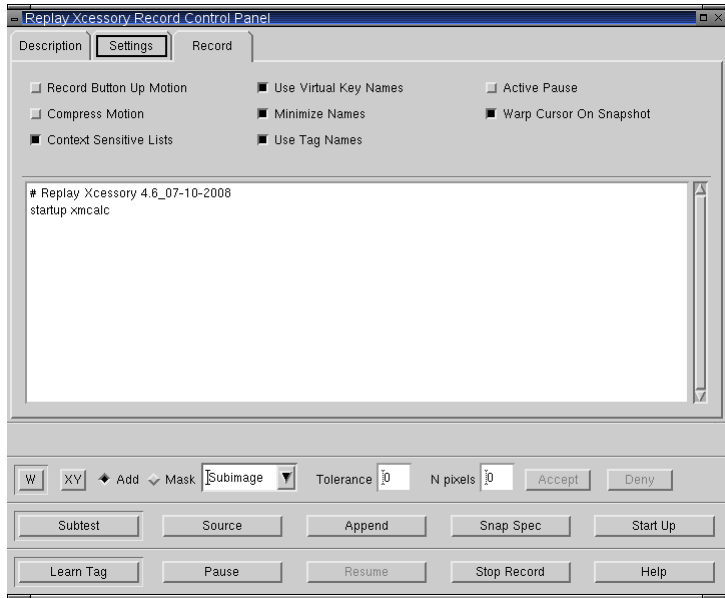 Replay Xcessory Record Control Panel
Description Settings Record
Record Button Up Motion Use Virtual Key Names Active Pause
Compress Motion Minimize Names Warp Cursor On Snapshot
Context Sensitive Lists Use Tag Names
# Replay Xcessory 4.6_07-10-2008
startup xmcalc
W XY Add Mask Subimage Tolerance 0 N pixels 0 Accept Deny
Subtest Source Append Snap Spec Start Up
Learn Tag Pause Resume Stop Record Help